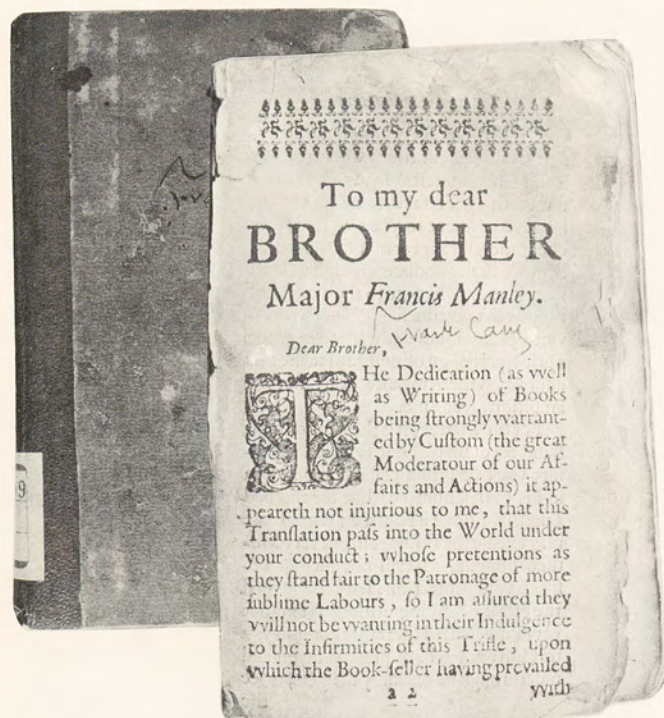 9
To my dear
BROTHER
Major Francis Manley.
Dear Brother,
THe Dedication (as vvell
as Writing) of Books
being ſtrongly vvarrant-
ed by Cuſtom (the great
Moderatour of our Af-
fairs and Actions) it ap-
peareth not injurious to me, that this
Tranſlation paſs into the World under
your conduct; vvhoſe pretentions as
they ſtand fair to the Patronage of more
ſublime Labours, ſo I am aſſured they
vvill not be vvanting in their Indulgence
to the Infirmities of this Trifle, upon
vvhich the Book-ſeller having prevailed
a 2 vvith